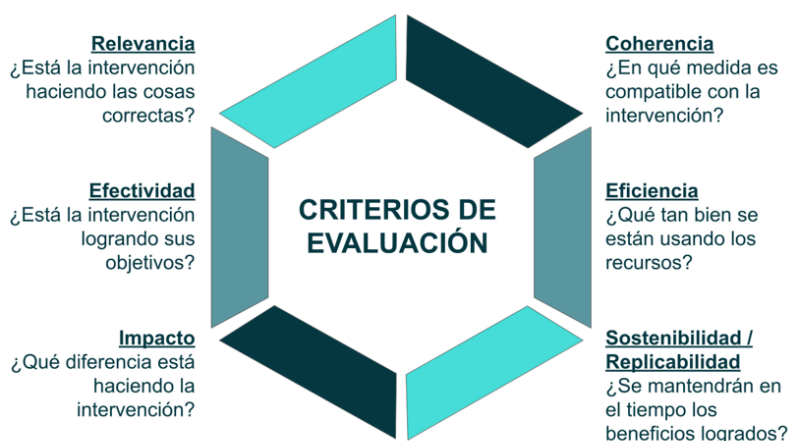 Relevancia
¿Está la intervención
haciendo las cosas
correctas?
Coherencia
¿En qué medida es
compatible con la
intervención?
Efectividad
¿Está la intervención
logrando sus
objetivos?
CRITERIOS DE
EVALUACIÓN
Eficiencia
¿Qué tan bien se
están usando los
recursos?
Impacto
¿Qué diferencia está
haciendo la
intervención?
Sostenibilidad /
Replicabilidad
¿Se mantendrán en
el tiempo los
beneficios logrados?